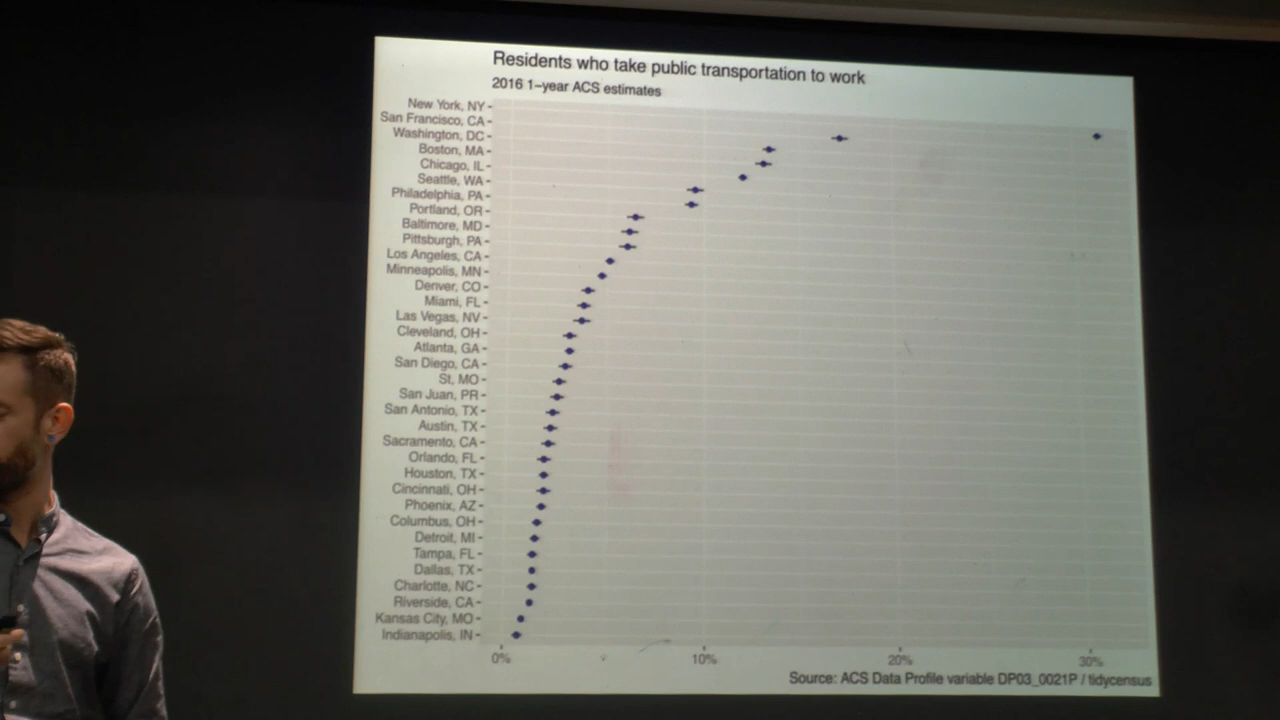 Residents who take public transportation to work
2016 1-year ACS estimates
New York, NY
San Francisco, CA
Washington, DC
Boston, MA
Chicago, IL
Seattle, WA
Philadelphia, PA
Portland, OR
Baltimore, MD
Pittsburgh, PA
Los Angeles, CA
Minneapolis, MN
Denver, CO
Miami, FL
Las Vegas, NV
Cleveland, OH
Atlanta, GA
San Diego, CA
St, MO
San Juan, PR
San Antonio, TX
Austin, TX
Sacramento, CA
Orlando, FL
Houston, TX
Cincinnati, OH
Phoenix, AZ
Columbus, OH
Detroit, MI
Tampa, FL
Dallas, TX
Charlotte, NC
Riverside, CA
Kansas City, MO
Indianapolis, IN
0% 10% 20% 30%
Source: ACS Data Profile variable DP03_0021P / tidycensus